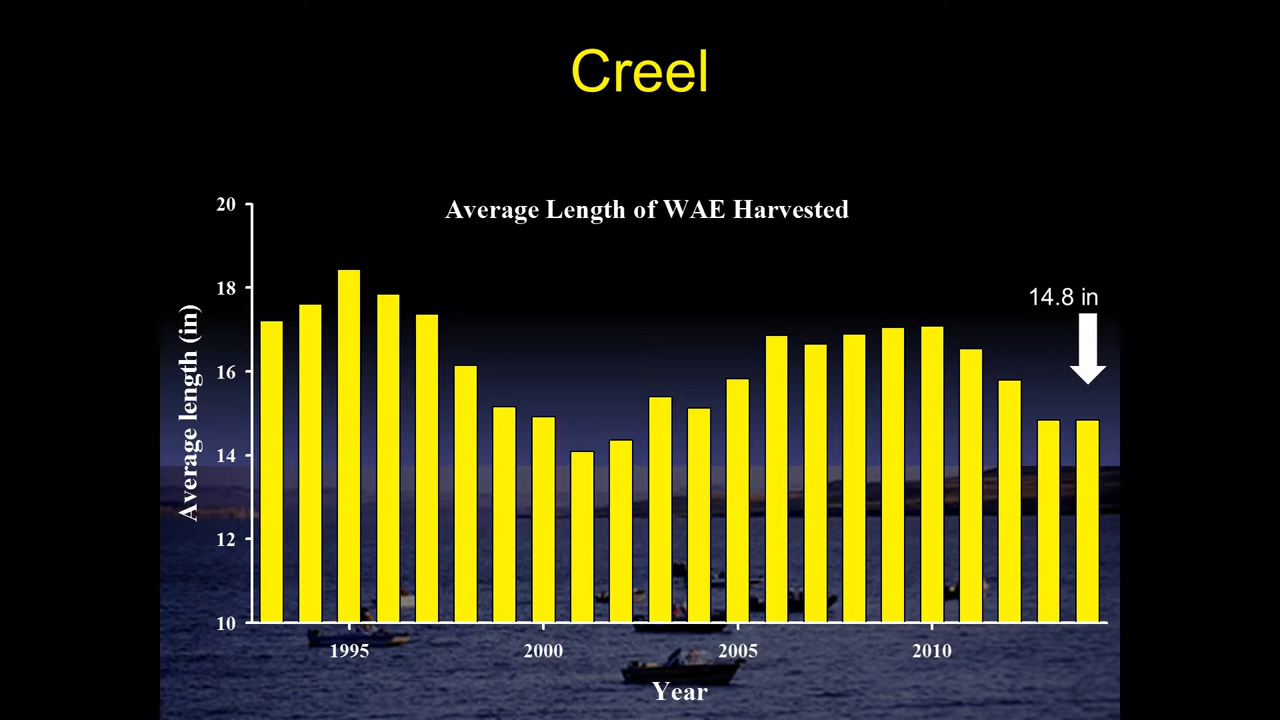 Creel
Average Length of WAE Harvested
20
18
16
14
12
10
Average length (in)
14.8 in
1995 2000 2005 2010
Year